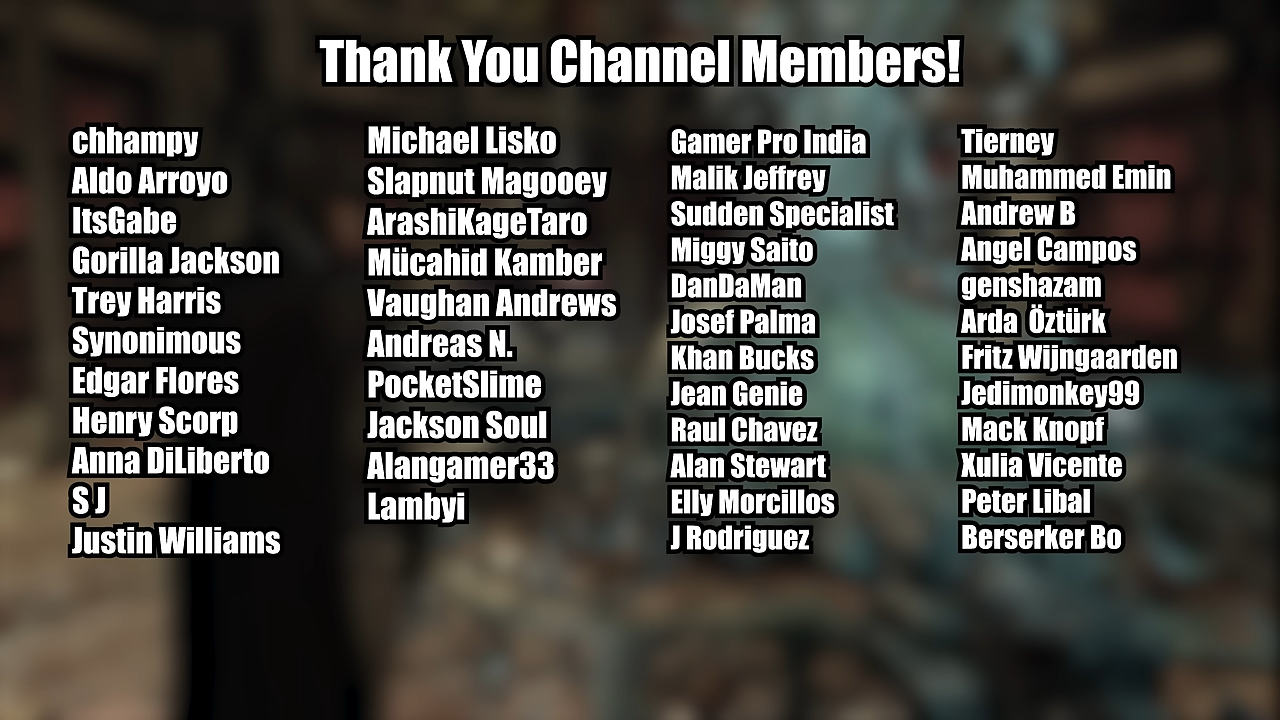 Thank You Channel Members!
chhampy
Aldo Arroyo
ItsGabe
Gorilla Jackson
Trey Harris
Synonimous
Edgar Flores
Henry Scorp
Anna DiLiberto
S J
Justin Williams
Michael Lisko
Slapnut Magooey
ArashiKageTaro
Mücahid Kamber
Vaughan Andrews
Andreas N.
PocketSlime
Jackson Soul
Alangamer33
Lambyi
Gamer Pro India
Malik Jeffrey
Sudden Specialist
Miggy Saito
DanDaMan
Josef Palma
Khan Bucks
Jean Genie
Raul Chavez
Alan Stewart
Elly Morcillos
J Rodriguez
Tierney
Muhammed Emin
Andrew B
Angel Campos
genshazam
Arda Öztürk
Fritz Wijngaarden
Jedimonkey99
Mack Knopf
Xulia Vicente
Peter Libal
Berserker Bo